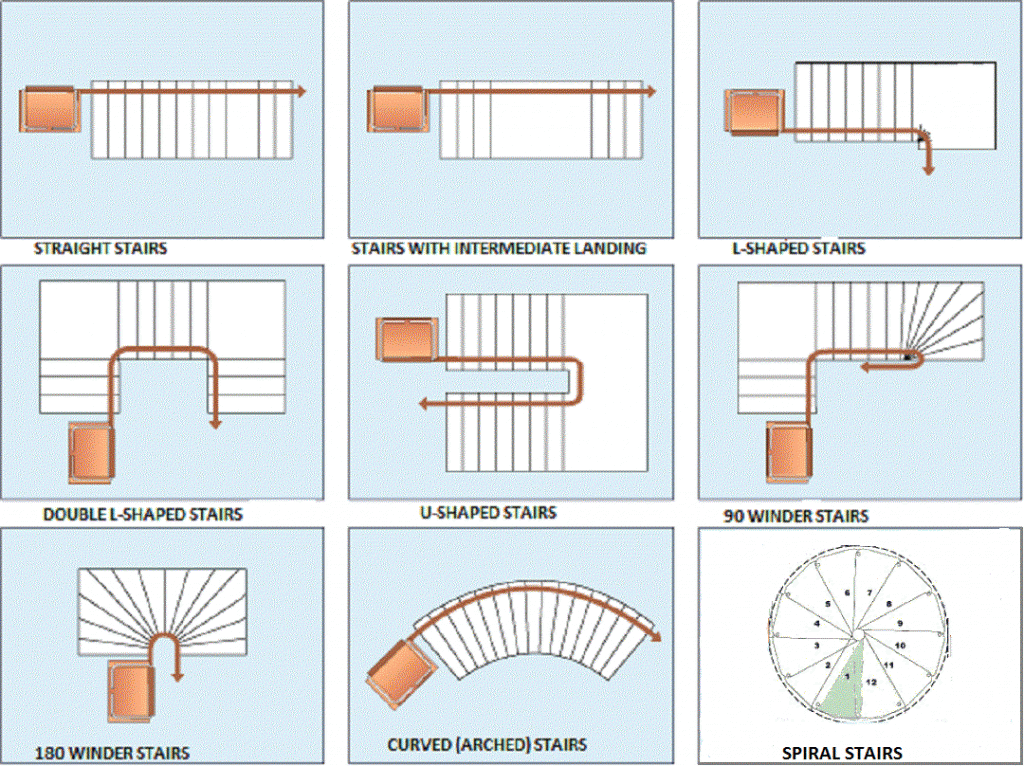 STRAIGHT STAIRS
STAIRS WITH INTERMEDIATE LANDING
L-SHAPED STAIRS
DOUBLE L-SHAPED STAIRS
U-SHAPED STAIRS
90 WINDER STAIRS
180 WINDER STAIRS
CURVED (ARCHED) STAIRS
6 7
5 8
4 9
3 10
2 11
1 12
SPIRAL STAIRS